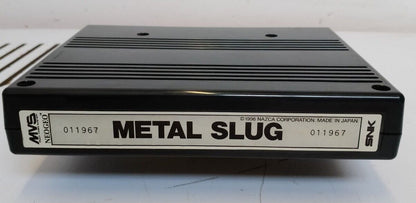 MVS
NEOGEO
011967
METAL SLUG
©1996 NAZCA CORPORATION. MADE IN JAPAN
011967
SNK